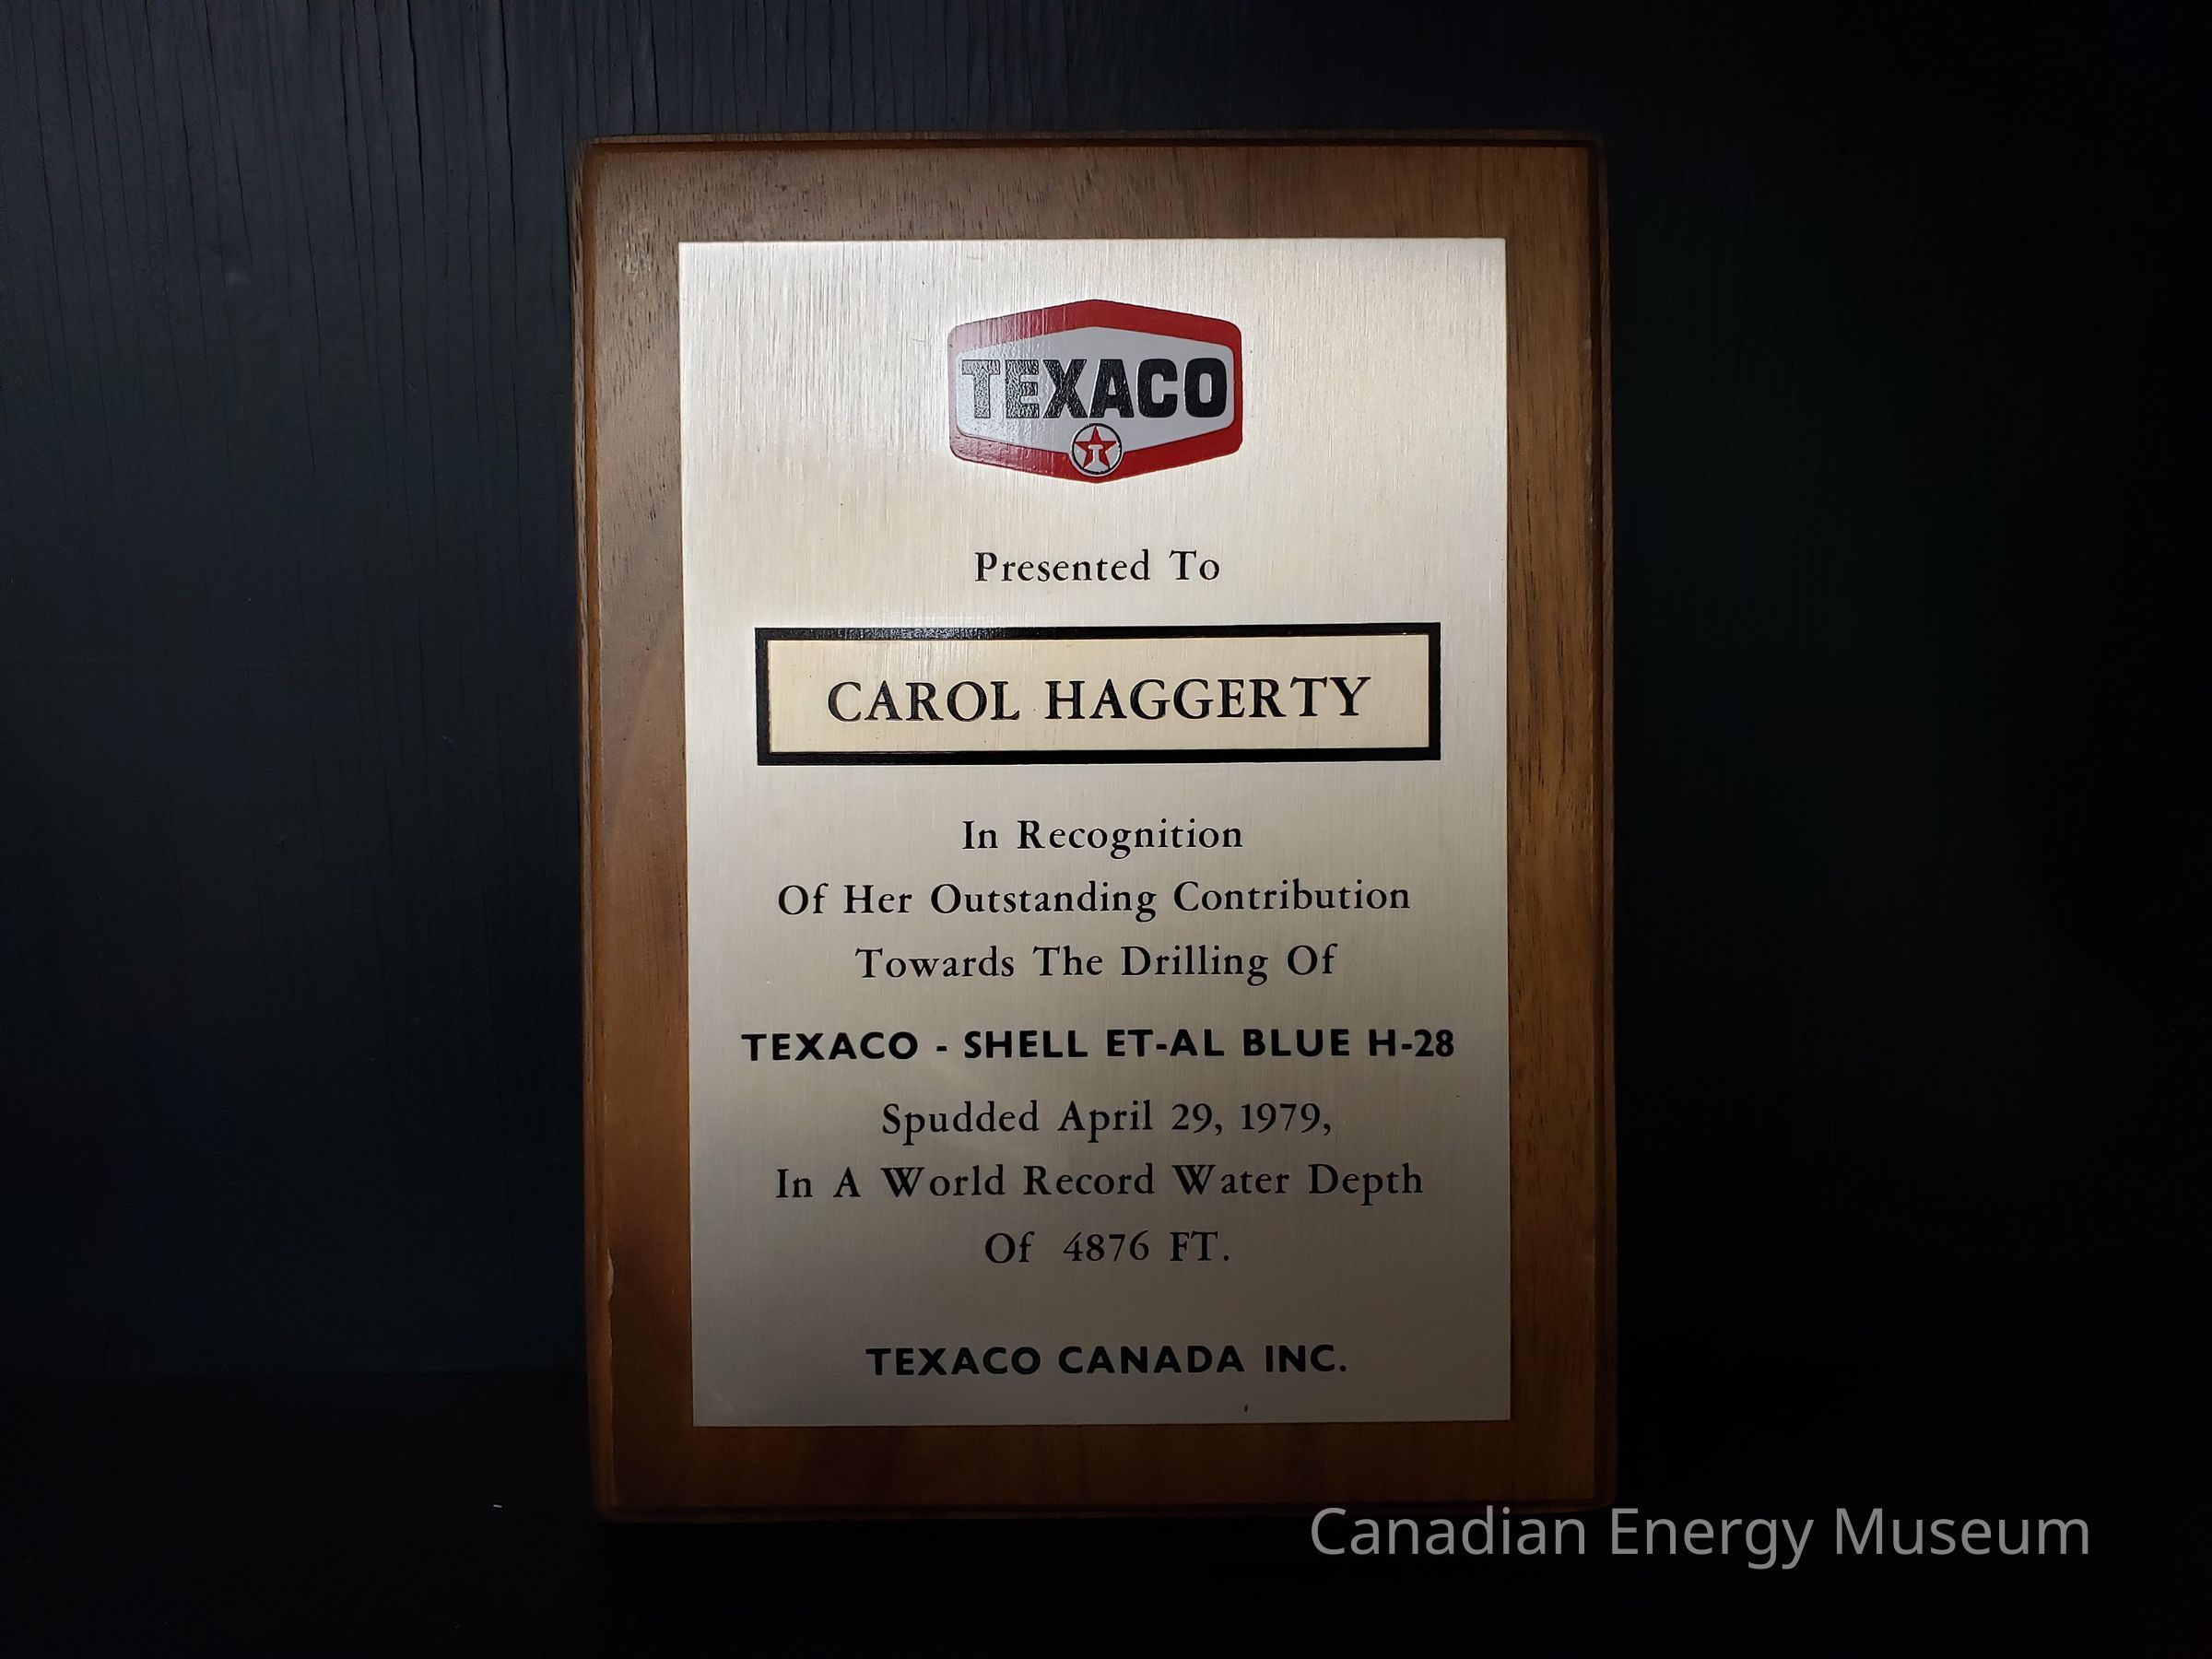 TEXACO
T
Presented To
CAROL HAGGERTY
In Recognition
Of Her Outstanding Contribution
Towards The Drilling Of
TEXACO - SHELL ET-AL BLUE H-28
Spudded April 29, 1979,
In A World Record Water Depth
Of 4876 FT.
TEXACO CANADA INC.
Canadian Energy Museum